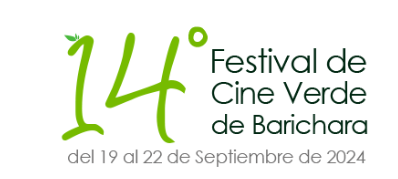 14° Festival de
Cine Verde
de Barichara
del 19 al 22 de Septiembre de 2024